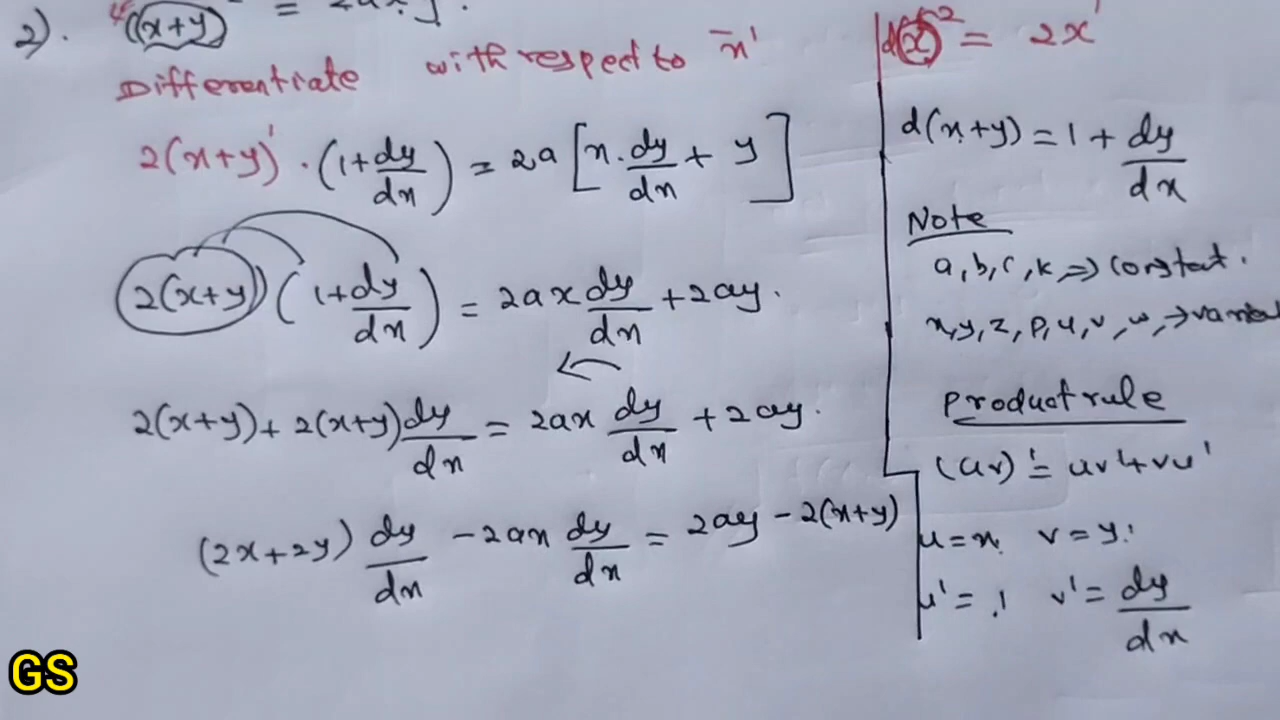 2). (x+y)² = 2axy.
Differentiate with respect to 'x'
2(x+y)' · (1+dy/dx) = 2a [x·dy/dx + y]
2(x+y) (1+dy/dx) = 2ax dy/dx + 2ay.
←
2(x+y) + 2(x+y) dy/dx = 2ax dy/dx + 2ay.
(2x+2y) dy/dx - 2ax dy/dx = 2ay - 2(x+y)
d(x)² = 2x'
d(x+y) = 1 + dy/dx
Note
a, b, c, k => constant.
x, y, z, p, u, v, w, →
Product rule
(uv)' = uv' + vu'
u = x v = y.
u' = 1 v' = dy/dx
GS